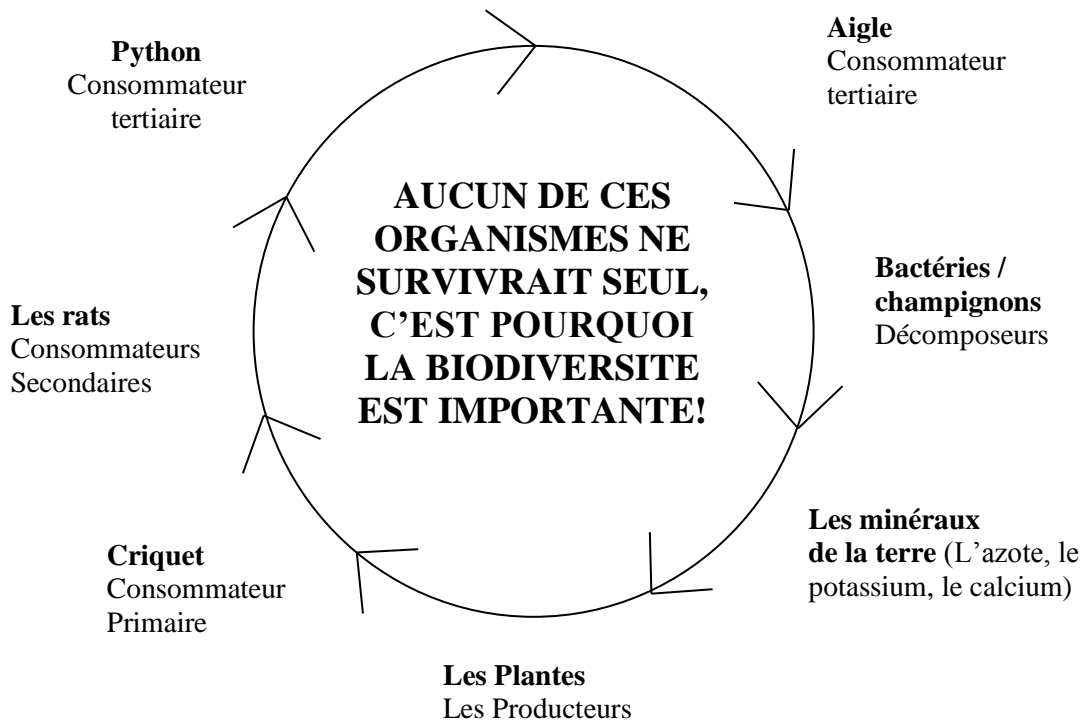 Python
Consommateur
tertiaire
Aigle
Consommateur
tertiaire
AUCUN DE CES
ORGANISMES NE
SURVIVRAIT SEUL,
C’EST POURQUOI
LA BIODIVERSITE
EST IMPORTANTE!
Bactéries /
champignons
Décomposeurs
Les rats
Consommateurs
Secondaires
Les minéraux
de la terre (L’azote, le
potassium, le calcium)
Criquet
Consommateur
Primaire
Les Plantes
Les Producteurs